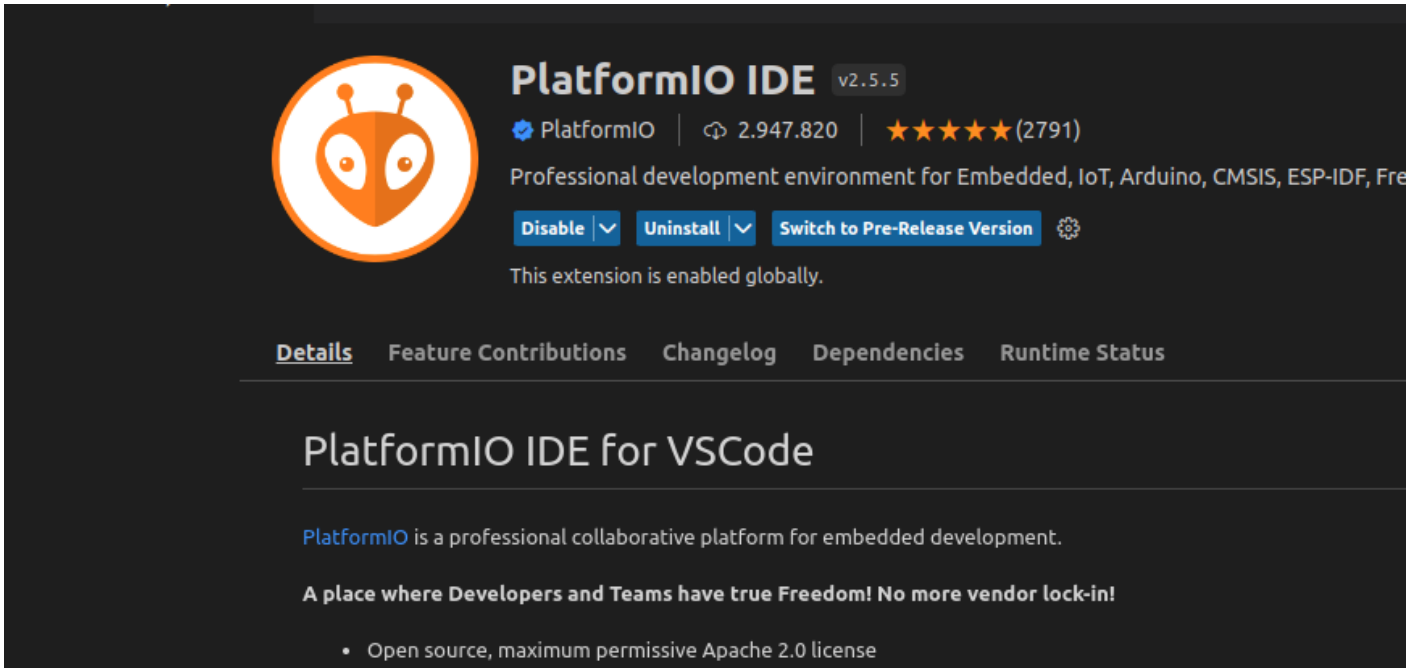 PlatformIO IDE v2.5.5
PlatformIO 2.947.820 (2791)
Professional development environment for Embedded, IoT, Arduino, CMSIS, ESP-IDF, Fre
Disable Uninstall Switch to Pre-Release Version
This extension is enabled globally.
Details Feature Contributions Changelog Dependencies Runtime Status
PlatformIO IDE for VSCode
PlatformIO is a professional collaborative platform for embedded development.
A place where Developers and Teams have true Freedom! No more vendor lock-in!
• Open source, maximum permissive Apache 2.0 license